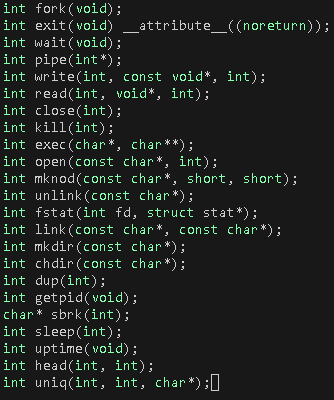 int fork(void);
int exit(void) __attribute__((noreturn));
int wait(void);
int pipe(int*);
int write(int, const void*, int);
int read(int, void*, int);
int close(int);
int kill(int);
int exec(char*, char**);
int open(const char*, int);
int mknod(const char*, short, short);
int unlink(const char*);
int fstat(int fd, struct stat*);
int link(const char*, const char*);
int mkdir(const char*);
int chdir(const char*);
int dup(int);
int getpid(void);
char* sbrk(int);
int sleep(int);
int uptime(void);
int head(int, int);
int uniq(int, int, char*);